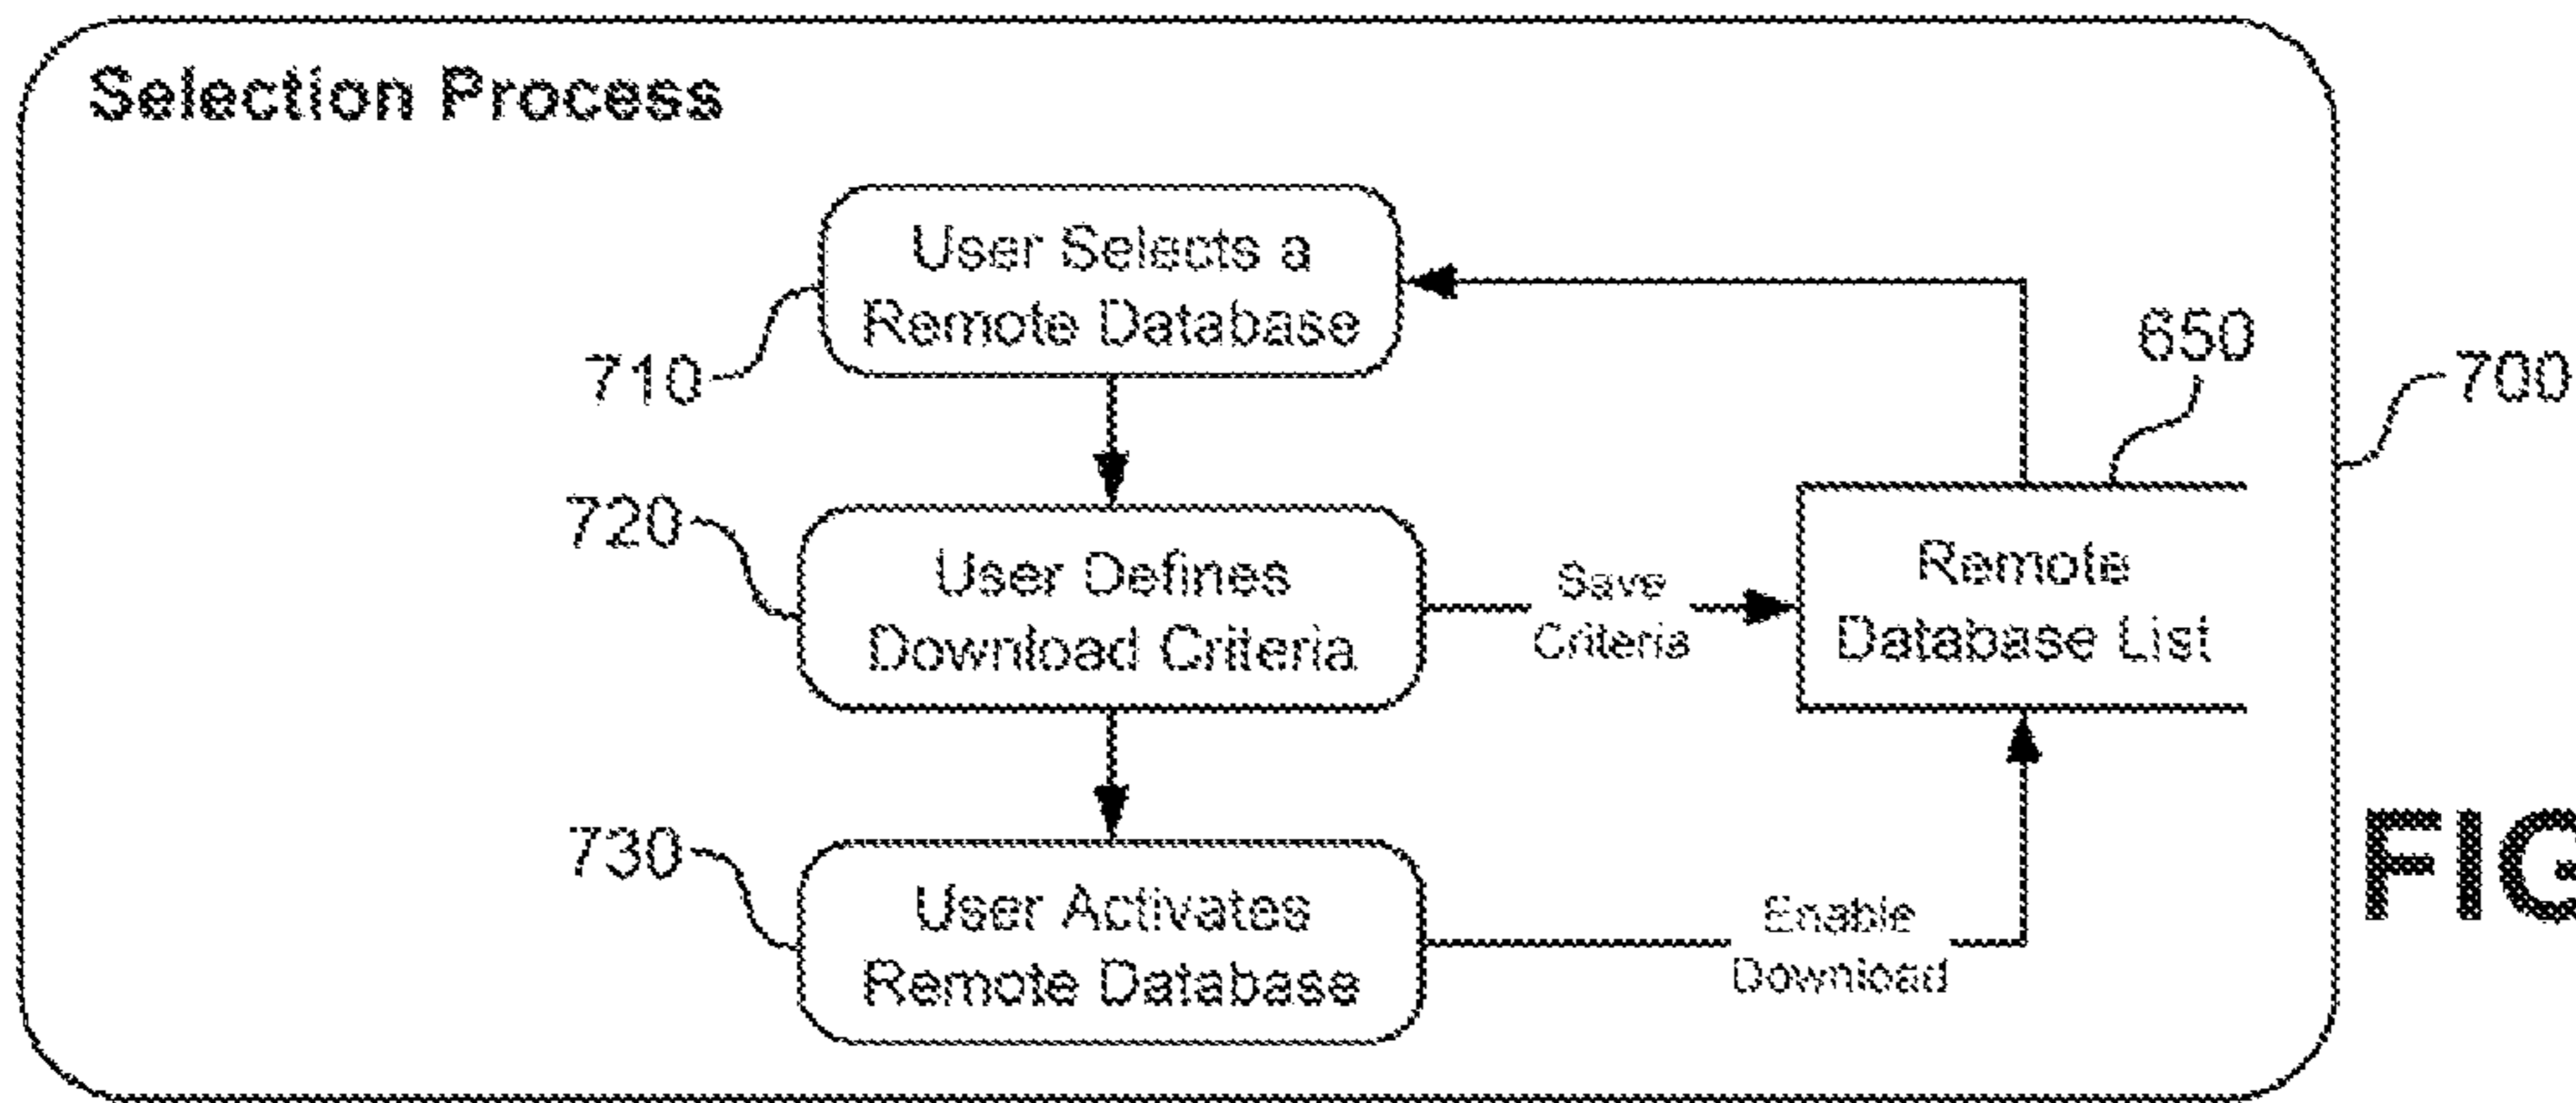 Selection Process
User Selects a
Remote Database
710
650
700
720
User Defines
Download Criteria
Save
Criteria
Remote
Database List
730
User Activates
Remote Database
Enable
Download
FIG